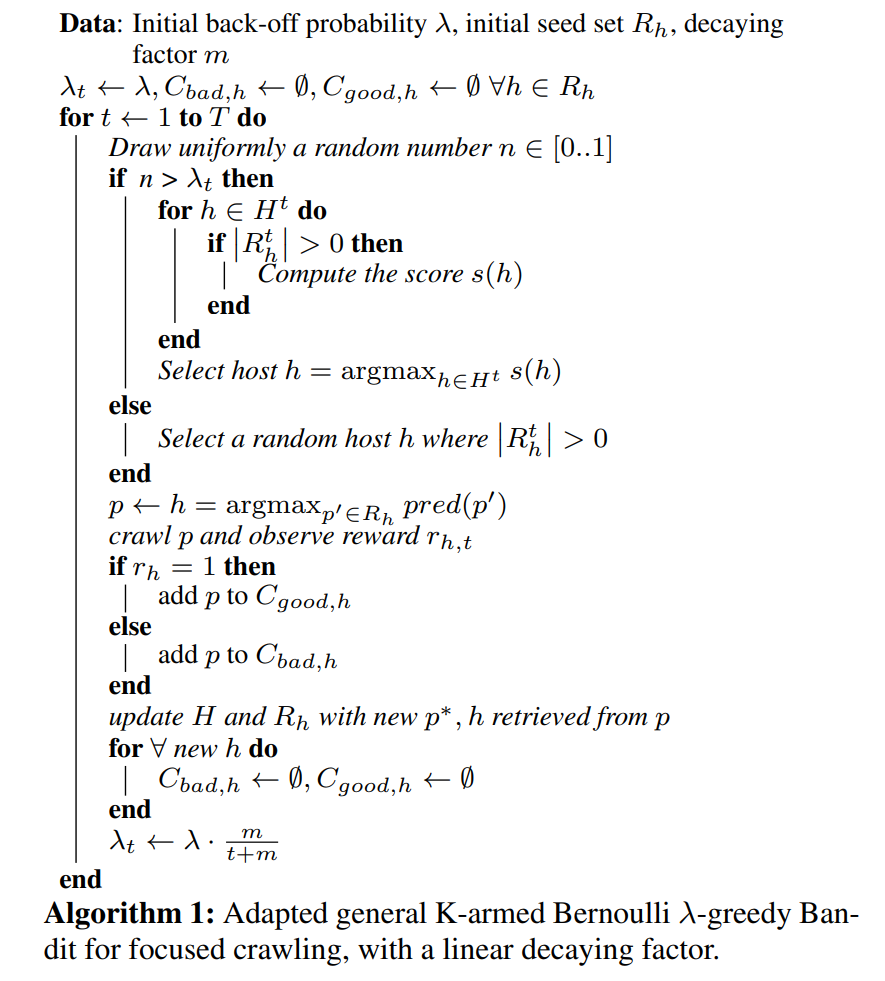 Data: Initial back-off probability λ, initial seed set R_h, decaying
factor m
λ_t ← λ, C_{bad,h} ← ∅, C_{good,h} ← ∅ ∀h ∈ R_h
for t ← 1 to T do
Draw uniformly a random number n ∈ [0..1]
if n > λ_t then
for h ∈ H^t do
if |R_h^t| > 0 then
Compute the score s(h)
end
end
Select host h = argmax_{h∈H^t} s(h)
else
Select a random host h where |R_h^t| > 0
end
p ← h = argmax_{p′∈R_h} pred(p′)
crawl p and observe reward r_{h,t}
if r_h = 1 then
add p to C_{good,h}
else
add p to C_{bad,h}
end
update H and R_h with new p*, h retrieved from p
for ∀ new h do
C_{bad,h} ← ∅, C_{good,h} ← ∅
end
λ_t ← λ · m/(t+m)
end
Algorithm 1: Adapted general K-armed Bernoulli λ-greedy Ban-
dit for focused crawling, with a linear decaying factor.